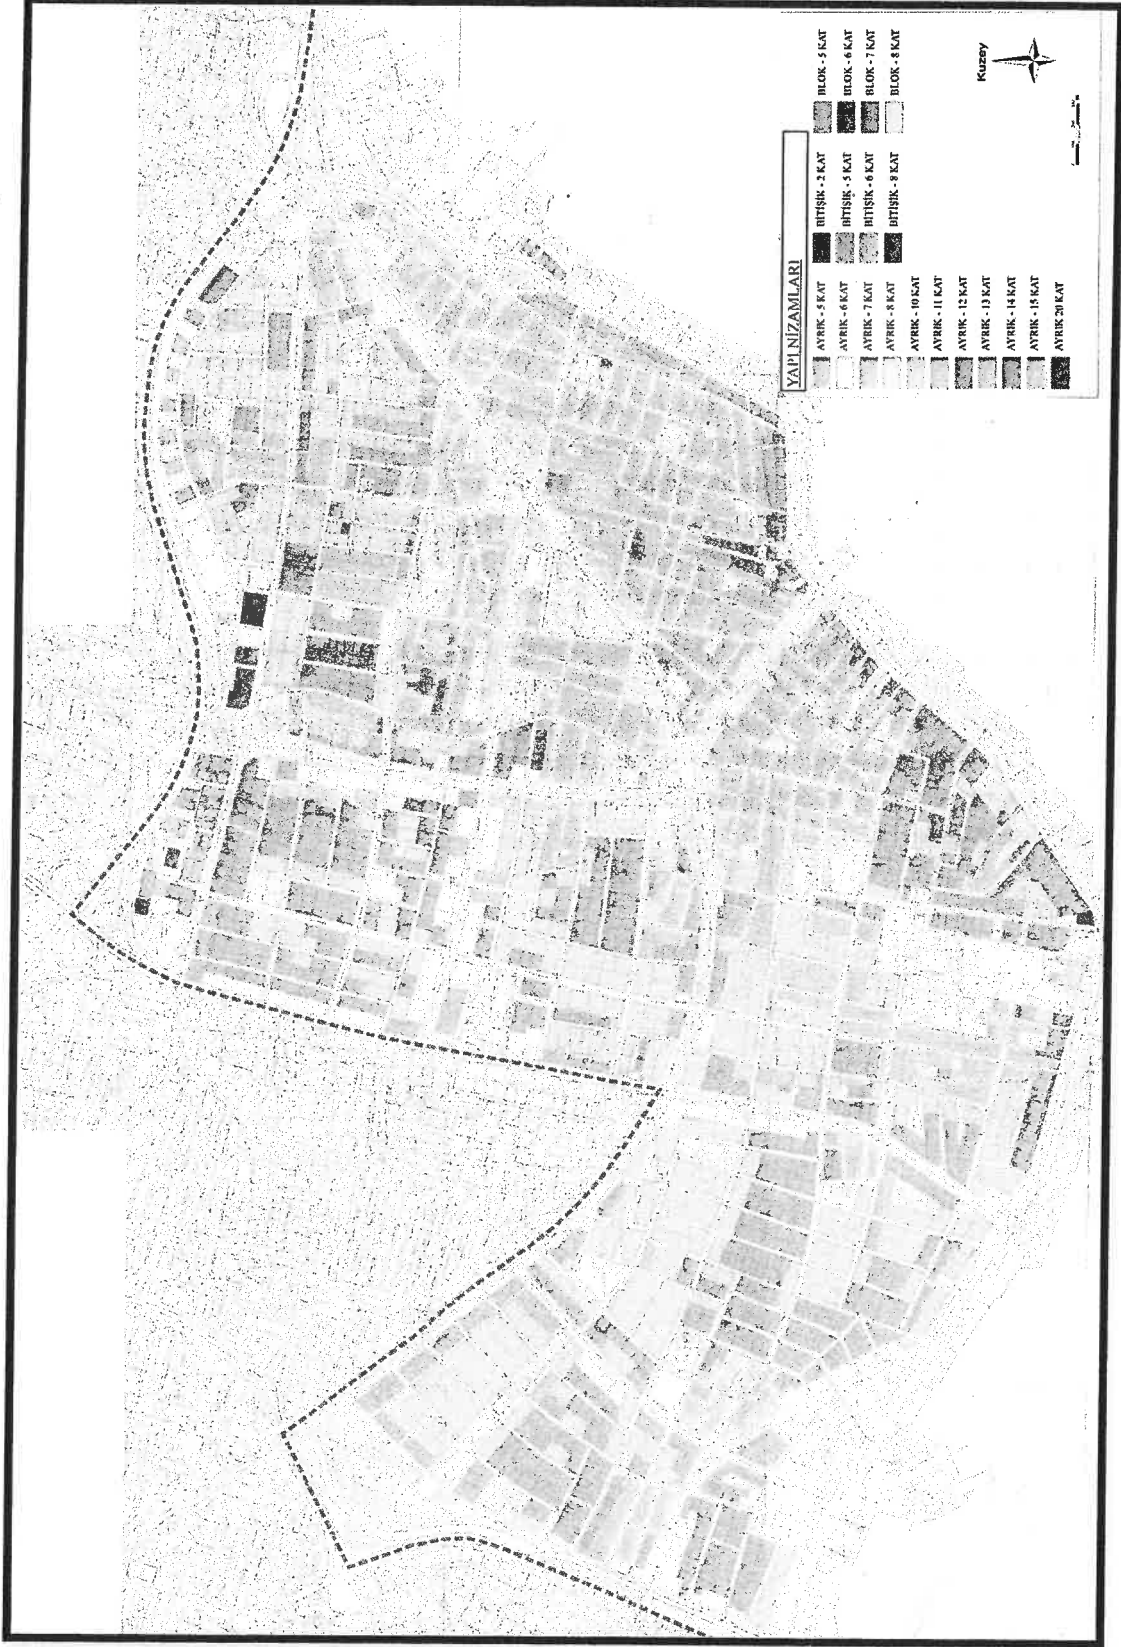 YAPI NİZAMLARI
AYRIK - 5 KAT
AYRIK - 6 KAT
AYRIK - 7 KAT
AYRIK - 8 KAT
AYRIK - 10 KAT
AYRIK - 11 KAT
AYRIK - 12 KAT
AYRIK - 13 KAT
AYRIK - 14 KAT
AYRIK - 15 KAT
AYRIK 20 KAT
BİTİŞİK - 2 KAT
BİTİŞİK - 5 KAT
BİTİŞİK - 6 KAT
BİTİŞİK - 8 KAT
BLOK - 5 KAT
BLOK - 6 KAT
BLOK - 7 KAT
BLOK - 8 KAT
Kuzey